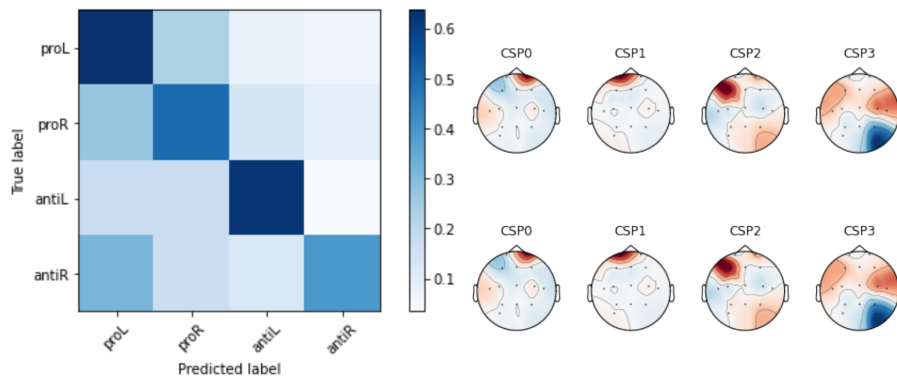 proL
proR
antiL
antiR
True label
proL
proR
antiL
antiR
Predicted label
0.6
0.5
0.4
0.3
0.2
0.1
CSP0
CSP1
CSP2
CSP3
CSP0
CSP1
CSP2
CSP3